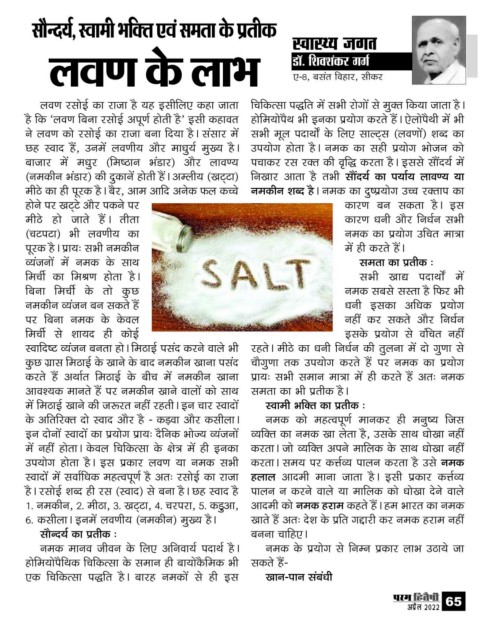 सौन्दर्य, स्वामी भक्ति एवं समता के प्रतीक
लवण के लाभ
स्वास्थ्य जगत
डॉ. शिवशंकर गर्ग
ए-8, बसंत विहार, सीकर
लवण रसोई का राजा है यह इसीलिए कहा जाता
है कि ‘लवण बिना रसोई अपूर्ण होती है’ इसी कहावत
ने लवण को रसोई का राजा बना दिया है। संसार में
छह स्वाद हैं, उनमें लवणीय और माधुर्य मुख्य है।
बाजार में मधुर (मिष्ठान भंडार) और लावण्य
(नमकीन भंडार) की दुकानें होती हैं। अम्लीय (खट्टा)
मीठे का ही पूरक है। बैर, आम आदि अनेक फल कच्चे
होने पर खट्टे और पकने पर
मीठे हो जाते हैं। तीता
(चटपटा) भी लवणीय का
पूरक है। प्रायः सभी नमकीन
व्यंजनों में नमक के साथ
मिर्ची का मिश्रण होता है।
बिना मिर्ची के तो कुछ
नमकीन व्यंजन बन सकते हैं
पर बिना नमक के केवल
मिर्ची से शायद ही कोई
स्वादिष्ट व्यंजन बनता हो। मिठाई पसंद करने वाले भी
कुछ ग्रास मिठाई के खाने के बाद नमकीन खाना पसंद
करते हैं अर्थात मिठाई के बीच में नमकीन खाना
आवश्यक मानते हैं पर नमकीन खाने वालों को साथ
में मिठाई खाने की जरूरत नहीं रहती। इन चार स्वादों
के अतिरिक्त दो स्वाद और है - कड़वा और कसीला।
इन दोनों स्वादों का प्रयोग प्रायः दैनिक भोज्य व्यंजनों
में नहीं होता। केवल चिकित्सा के क्षेत्र में ही इनका
उपयोग होता है। इस प्रकार लवण या नमक सभी
स्वादों में सर्वाधिक महत्वपूर्ण है अतः रसोई का राजा
है। रसोई शब्द ही रस (स्वाद) से बना है। छह स्वाद है
1. नमकीन, 2. मीठा, 3. खट्टा, 4. चरपरा, 5. कडुआ,
6. कसीला। इनमें लवणीय (नमकीन) मुख्य है।
सौन्दर्य का प्रतीक :
नमक मानव जीवन के लिए अनिवार्य पदार्थ है।
होमियोपैथिक चिकित्सा के समान ही बायोकैमिक भी
एक चिकित्सा पद्धति है। बारह नमकों से ही इस
चिकित्सा पद्धति में सभी रोगों से मुक्त किया जाता है।
होमियोपैथ भी इनका प्रयोग करते हैं। ऐलोपैथी में भी
सभी मूल पदार्थों के लिए साल्ट्स (लवणों) शब्द का
उपयोग होता है। नमक का सही प्रयोग भोजन को
पचाकर रस रक्त की वृद्धि करता है। इससे सौंदर्य में
निखार आता है तभी सौंदर्य का पर्याय लावण्य या
नमकीन शब्द है। नमक का दुष्प्रयोग उच्च रक्ताप का
कारण बन सकता है। इस
कारण धनी और निर्धन सभी
नमक का प्रयोग उचित मात्रा
में ही करते हैं।
समता का प्रतीक :
सभी खाद्य पदार्थों में
नमक सबसे सस्ता है फिर भी
धनी इसका अधिक प्रयोग
नहीं कर सकते और निर्धन
इसके प्रयोग से वंचित नहीं
रहते। मीठे का धनी निर्धन की तुलना में दो गुणा से
चौगुणा तक उपयोग करते हैं पर नमक का प्रयोग
प्रायः सभी समान मात्रा में ही करते हैं अतः नमक
समता का भी प्रतीक है।
स्वामी भक्ति का प्रतीक :
नमक को महत्वपूर्ण मानकर ही मनुष्य जिस
व्यक्ति का नमक खा लेता है, उसके साथ धोखा नहीं
करता। जो व्यक्ति अपने मालिक के साथ धोखा नहीं
करता। समय पर कर्त्तव्य पालन करता है उसे नमक
हलाल आदमी माना जाता है। इसी प्रकार कर्त्तव्य
पालन न करने वाले या मालिक को धोखा देने वाले
आदमी को नमक हराम कहते हैं। हम भारत का नमक
खाते हैं अतः देश के प्रति गद्दारी कर नमक हराम नहीं
बनना चाहिए।
नमक के प्रयोग से निम्न प्रकार लाभ उठाये जा
सकते हैं-
खान-पान संबंधी
SALT
परम हितैषी
अप्रैल 2022
65